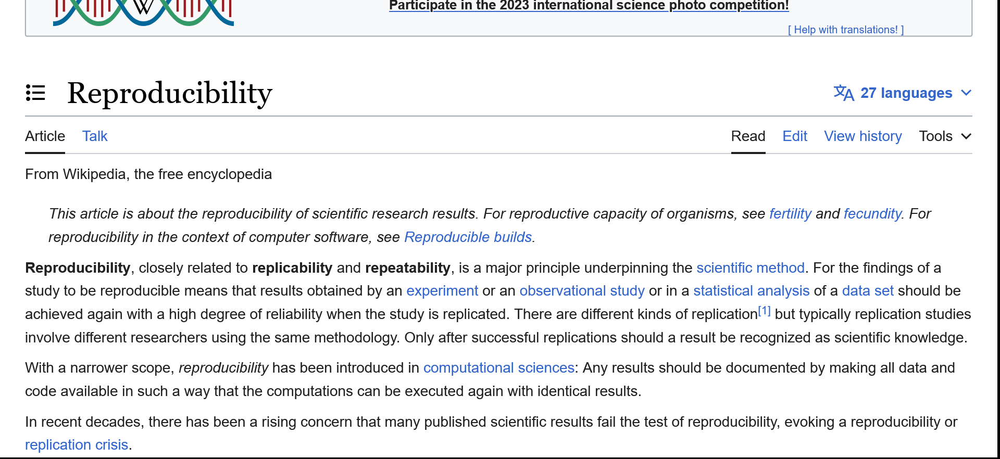 Participate in the 2023 international science photo competition!
W
[ Help with translations! ]
Reproducibility
文A 27 languages
Article Talk Read Edit View history Tools
From Wikipedia, the free encyclopedia
This article is about the reproducibility of scientific research results. For reproductive capacity of organisms, see fertility and fecundity. For
reproducibility in the context of computer software, see Reproducible builds.
Reproducibility, closely related to replicability and repeatability, is a major principle underpinning the scientific method. For the findings of a
study to be reproducible means that results obtained by an experiment or an observational study or in a statistical analysis of a data set should be
achieved again with a high degree of reliability when the study is replicated. There are different kinds of replication[1] but typically replication studies
involve different researchers using the same methodology. Only after successful replications should a result be recognized as scientific knowledge.
With a narrower scope, reproducibility has been introduced in computational sciences: Any results should be documented by making all data and
code available in such a way that the computations can be executed again with identical results.
In recent decades, there has been a rising concern that many published scientific results fail the test of reproducibility, evoking a reproducibility or
replication crisis.